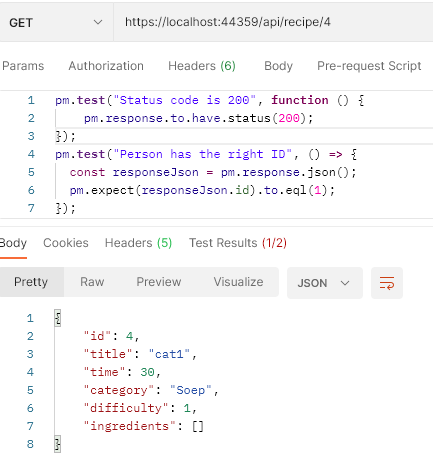 GET https://localhost:44359/api/recipe/4
Params Authorization Headers (6) Body Pre-request Script
1 pm.test("Status code is 200", function () {
2 pm.response.to.have.status(200);
3 });
4 pm.test("Person has the right ID", () => {
5 const responseJson = pm.response.json();
6 pm.expect(responseJson.id).to.eql(1);
7 });
Body Cookies Headers (5) Test Results (1/2)
Pretty Raw Preview Visualize JSON
1 {
2 "id": 4,
3 "title": "cat1",
4 "time": 30,
5 "category": "Soep",
6 "difficulty": 1,
7 "ingredients": []
8 }